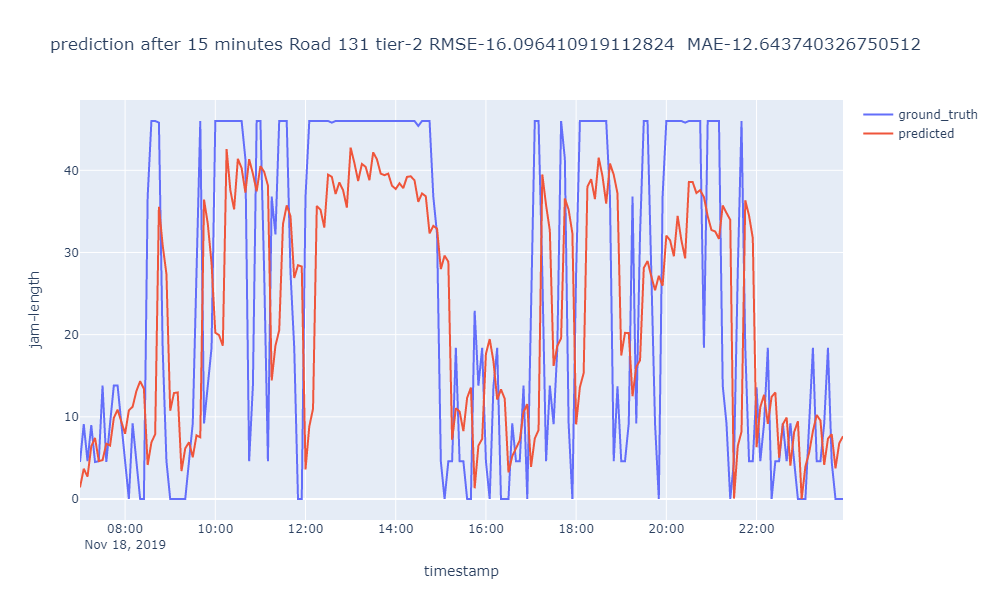 prediction after 15 minutes Road 131 tier-2 RMSE-16.096410919112824 MAE-12.643740326750512
ground_truth
predicted
40
30
20
10
0
jam-length
08:00 10:00 12:00 14:00 16:00 18:00 20:00 22:00
Nov 18, 2019
timestamp